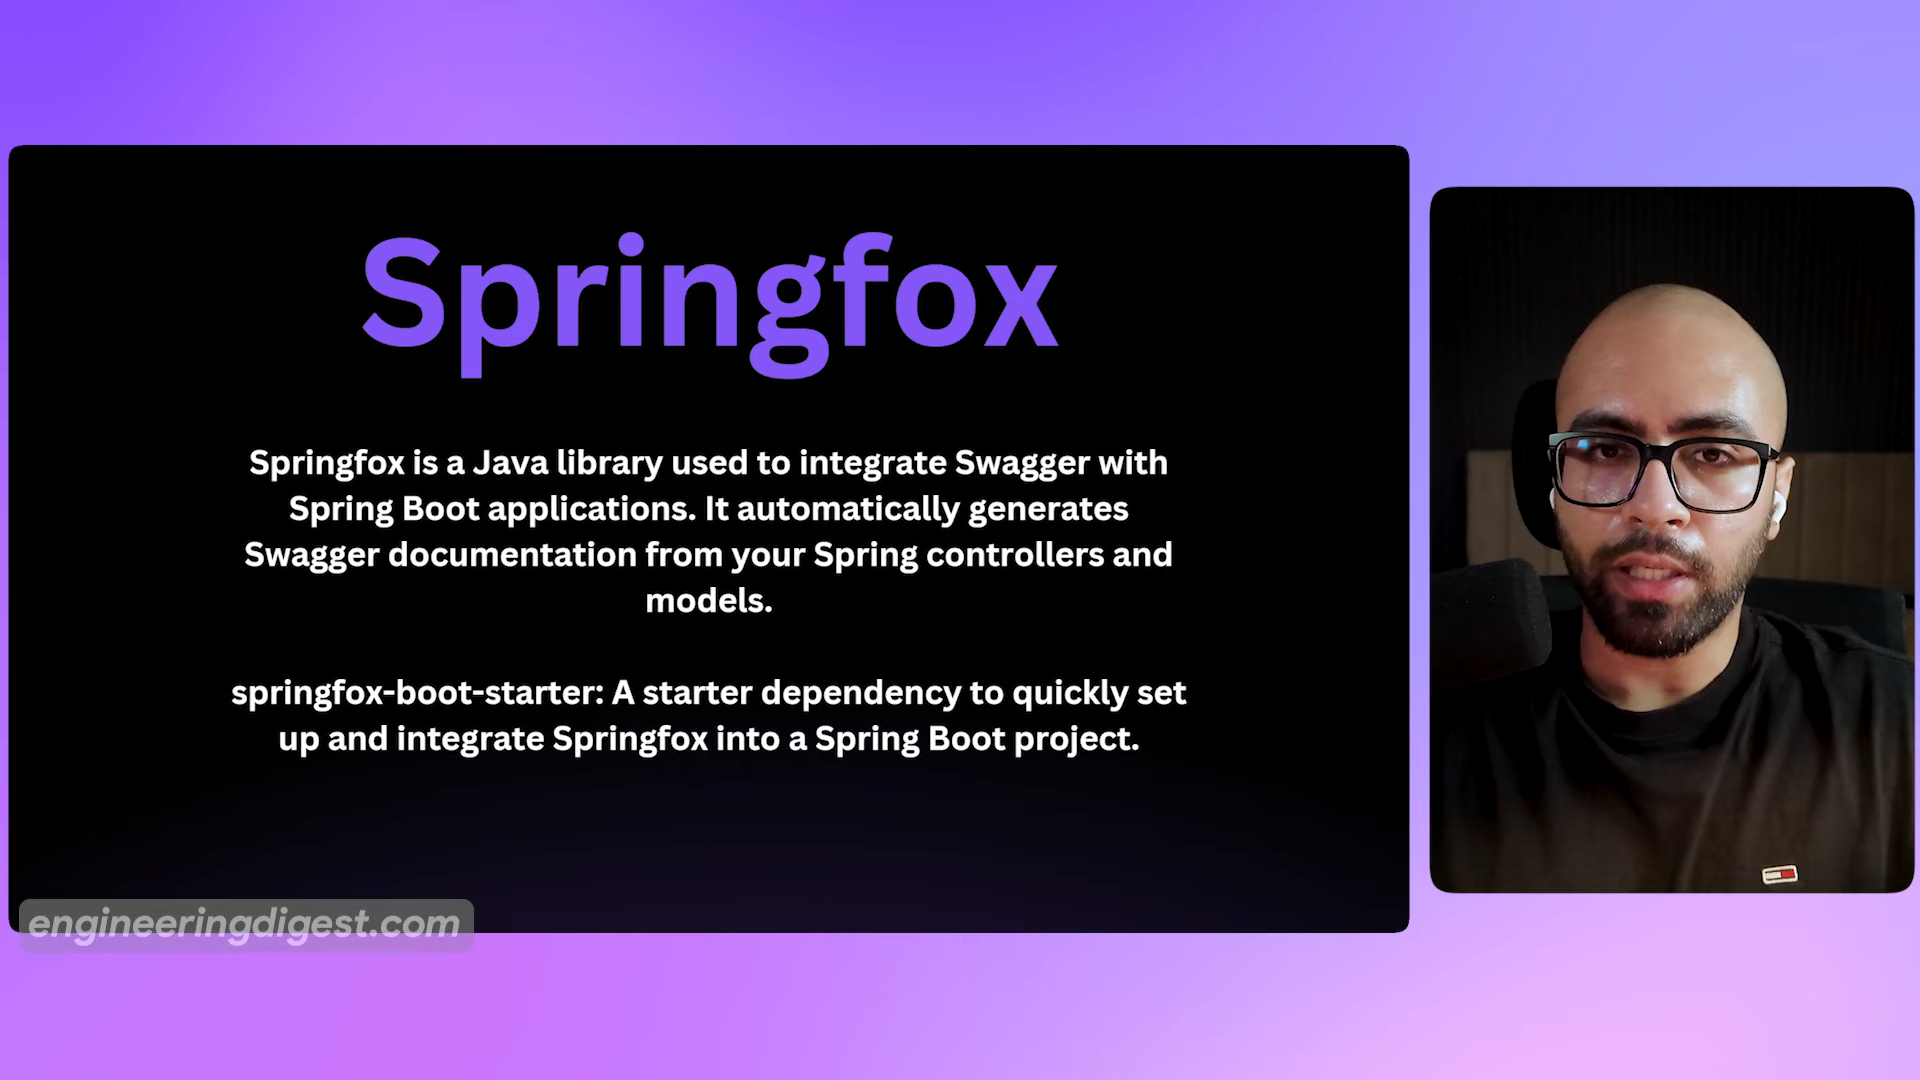 Springfox
Springfox is a Java library used to integrate Swagger with
Spring Boot applications. It automatically generates
Swagger documentation from your Spring controllers and
models.
springfox-boot-starter: A starter dependency to quickly set
up and integrate Springfox into a Spring Boot project.
engineeringdigest.com